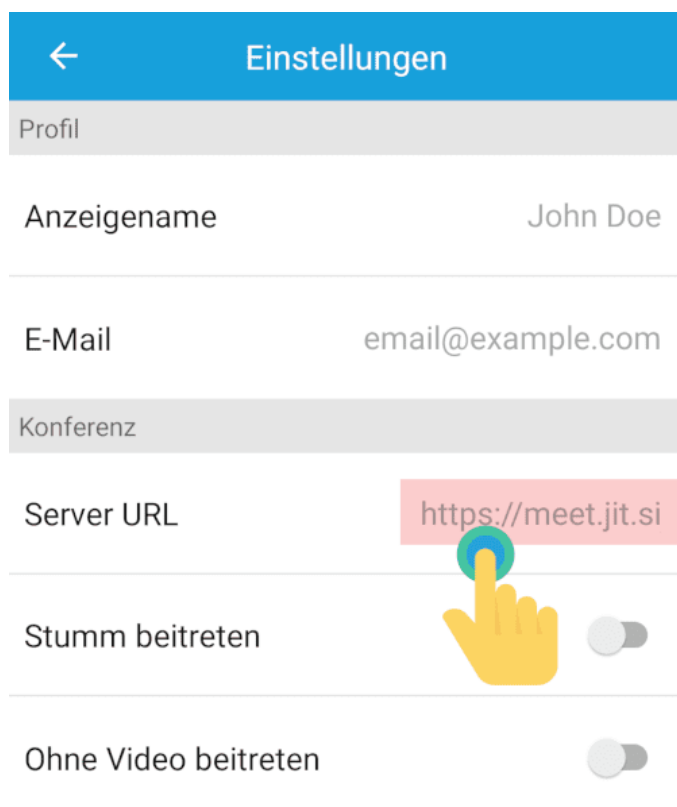 Einstellungen
Profil
Anzeigename John Doe
E-Mail email@example.com
Konferenz
Server URL https://meet.jit.si
Stumm beitreten
Ohne Video beitreten